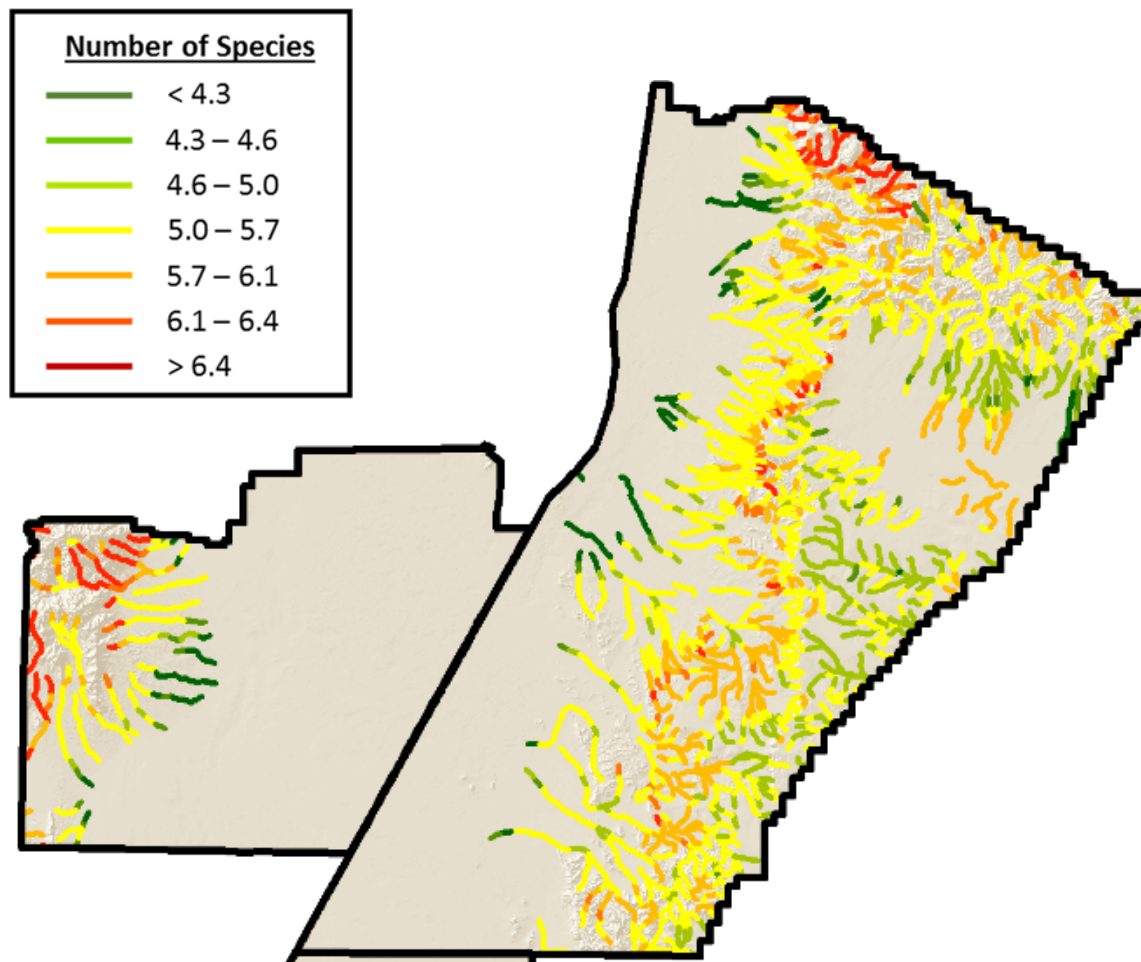 Number of Species
< 4.3
4.3 – 4.6
4.6 – 5.0
5.0 – 5.7
5.7 – 6.1
6.1 – 6.4
> 6.4